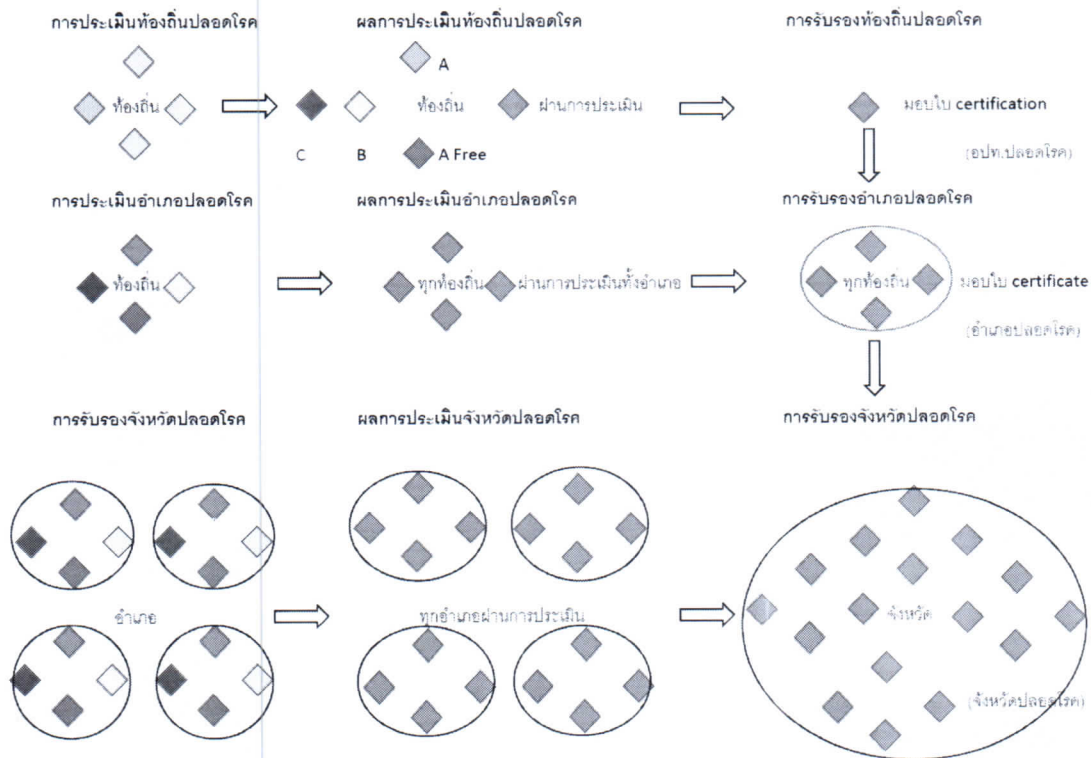 การประเมินท้องถิ่นปลอดโรค
ผลการประเมินท้องถิ่นปลอดโรค
การรับรองท้องถิ่นปลอดโรค
A
ท้องถิ่น
ท้องถิ่น
ผ่านการประเมิน
มอบใบ certification
C
B
A Free
(อปท.ปลอดโรค)
การประเมินอำเภอปลอดโรค
ผลการประเมินอำเภอปลอดโรค
การรับรองอำเภอปลอดโรค
ท้องถิ่น
ทุกท้องถิ่น
ผ่านการประเมินทั้งอำเภอ
ทุกท้องถิ่น
มอบใบ certificate
(อำเภอปลอดโรค)
การรับรองจังหวัดปลอดโรค
ผลการประเมินจังหวัดปลอดโรค
การรับรองจังหวัดปลอดโรค
อำเภอ
ทุกอำเภอผ่านการประเมิน
จังหวัด
(จังหวัดปลอดโรค)